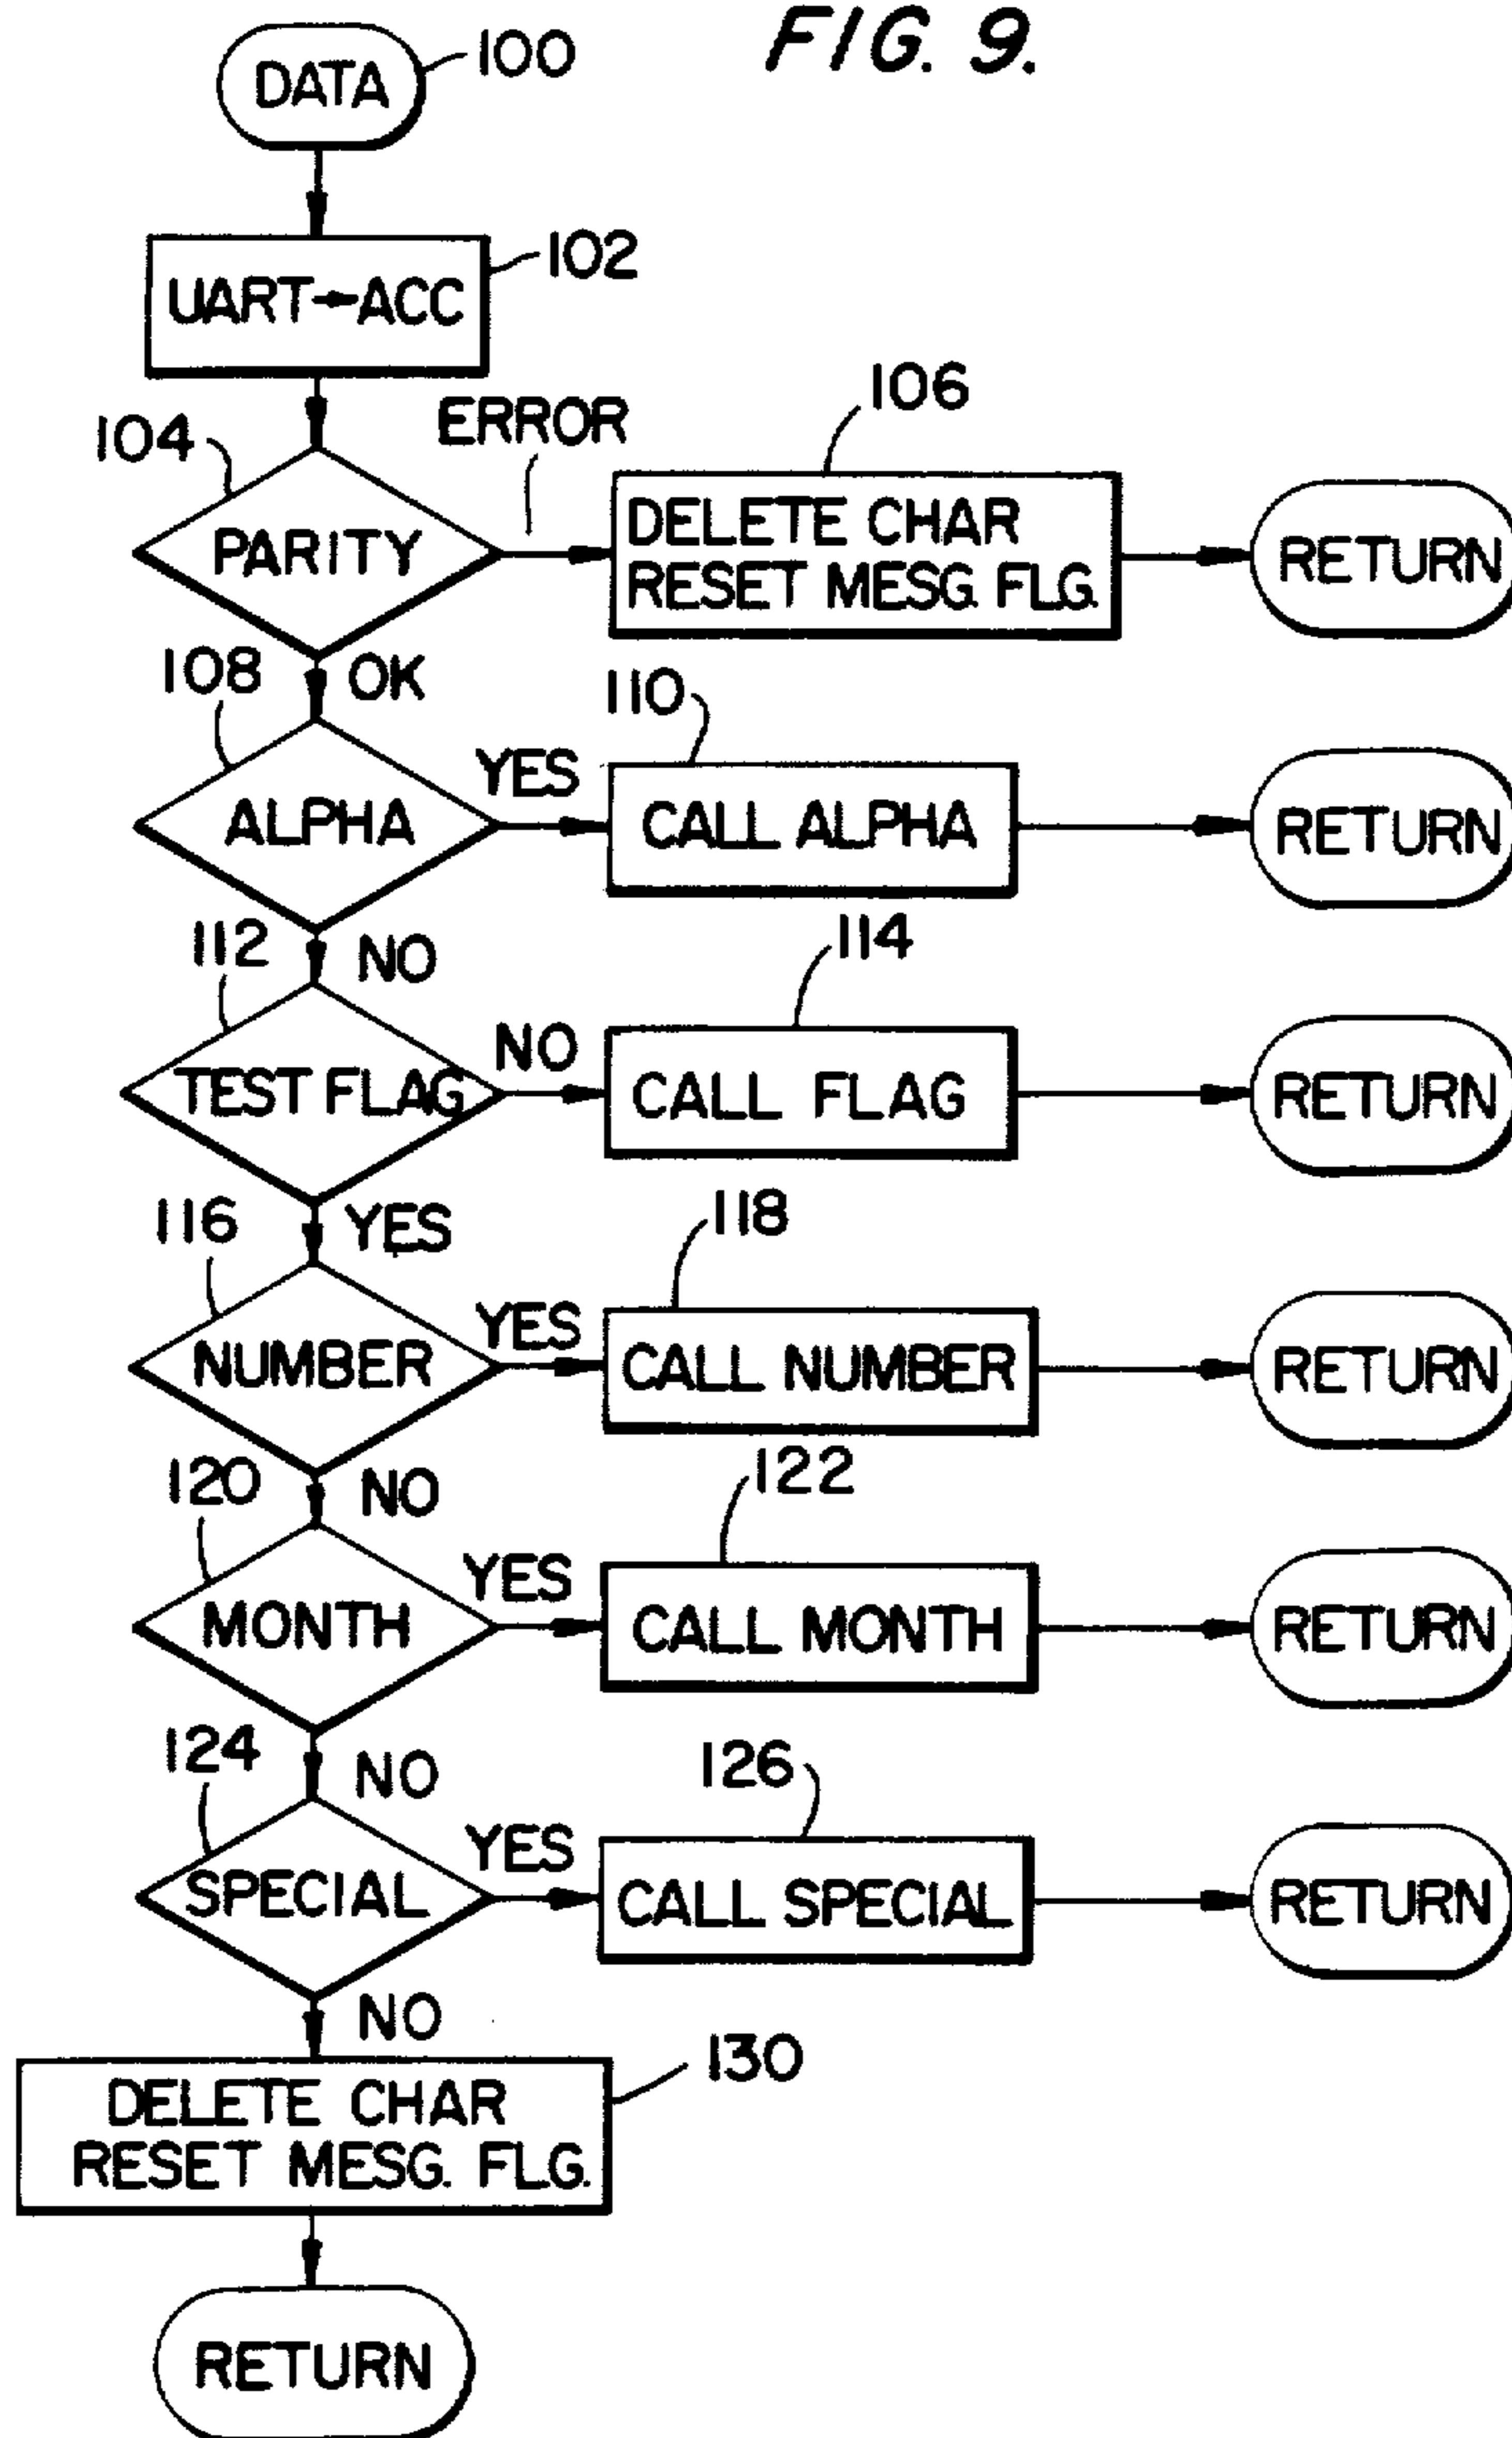 FIG. 9.
DATA
100
UART→ACC
102
104
PARITY
ERROR
106
DELETE CHAR
RESET MESG. FLG.
RETURN
OK
108
ALPHA
YES
110
CALL ALPHA
RETURN
NO
112
TEST FLAG
NO
114
CALL FLAG
RETURN
YES
116
NUMBER
YES
118
CALL NUMBER
RETURN
NO
120
MONTH
YES
122
CALL MONTH
RETURN
NO
124
SPECIAL
YES
126
CALL SPECIAL
RETURN
NO
130
DELETE CHAR
RESET MESG. FLG.
RETURN